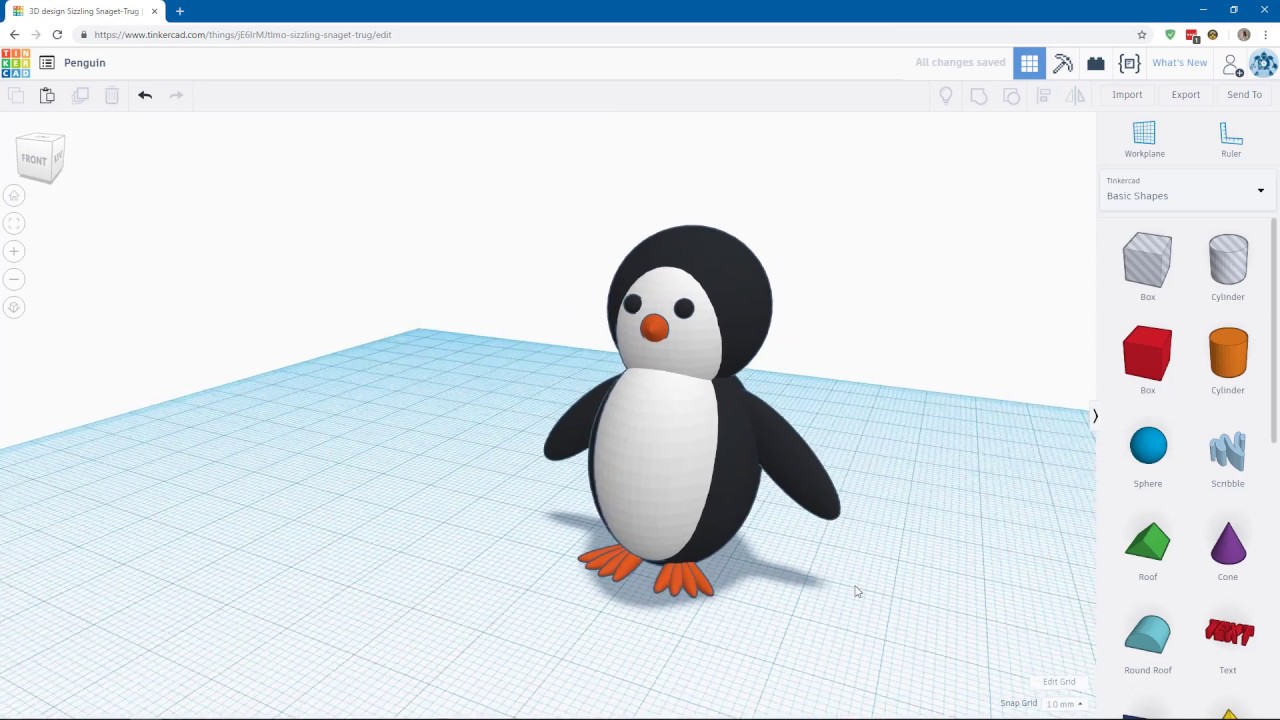 3D design Sizzling Snaget-Trug |
https://www.tinkercad.com/things/jE6IrMJtImo-sizzling-snaget-trug/edit
TIN
KER
CAD
Penguin
All changes saved
What's New
Import
Export
Send To
FRONT
Workplane
Ruler
Tinkercad
Basic Shapes
Box
Cylinder
Box
Cylinder
Sphere
Scribble
Roof
Cone
TEXT
Round Roof
Text
Edit Grid
Snap Grid
1.0 mm